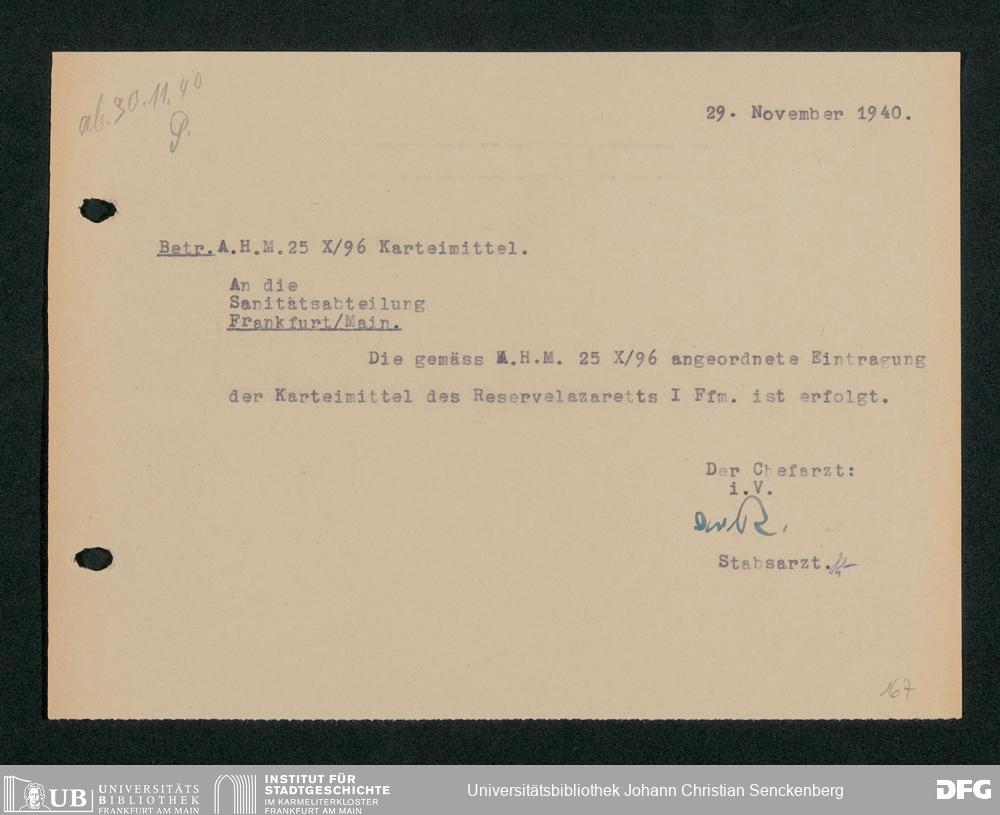 ab. 30.11.40
P.
29. November 1940.
Betr. A.H.M. 25 X/96 Karteimittel.
An die
Sanitätsabteilung
Frankfurt/Main.
Die gemäss A.H.M. 25 X/96 angeordnete Eintragung
der Karteimittel des Reservelazaretts I Ffm. ist erfolgt.
Der Chefarzt:
i.V.
Stabsarzt.
167
UB UNIVERSITÄTS
BIBLIOTHEK
FRANKFURT AM MAIN
INSTITUT FÜR
STADTGESCHICHTE
IM KARMELITERKLOSTER
FRANKFURT AM MAIN
Universitätsbibliothek Johann Christian Senckenberg
DFG